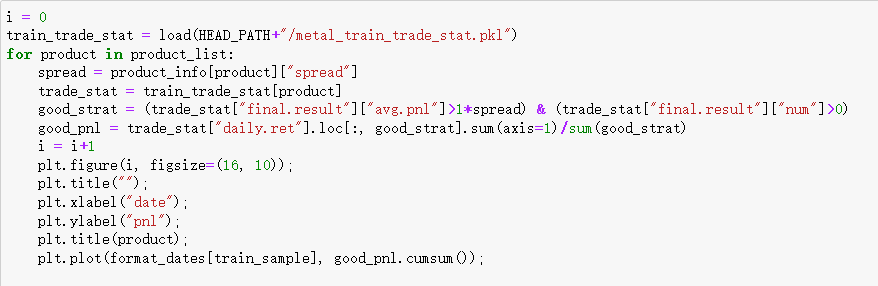 i = 0
train_trade_stat = load(HEAD_PATH+"/metal_train_trade_stat.pkl")
for product in product_list:
    spread = product_info[product]["spread"]
    trade_stat = train_trade_stat[product]
    good_strat = (trade_stat["final.result"]["avg.pnl"]>1*spread) & (trade_stat["final.result"]["num"]>0)
    good_pnl = trade_stat["daily.ret"].loc[:, good_strat].sum(axis=1)/sum(good_strat)
    i = i+1
    plt.figure(i, figsize=(16, 10));
    plt.title("");
    plt.xlabel("date");
    plt.ylabel("pnl");
    plt.title(product);
    plt.plot(format_dates[train_sample], good_pnl.cumsum());